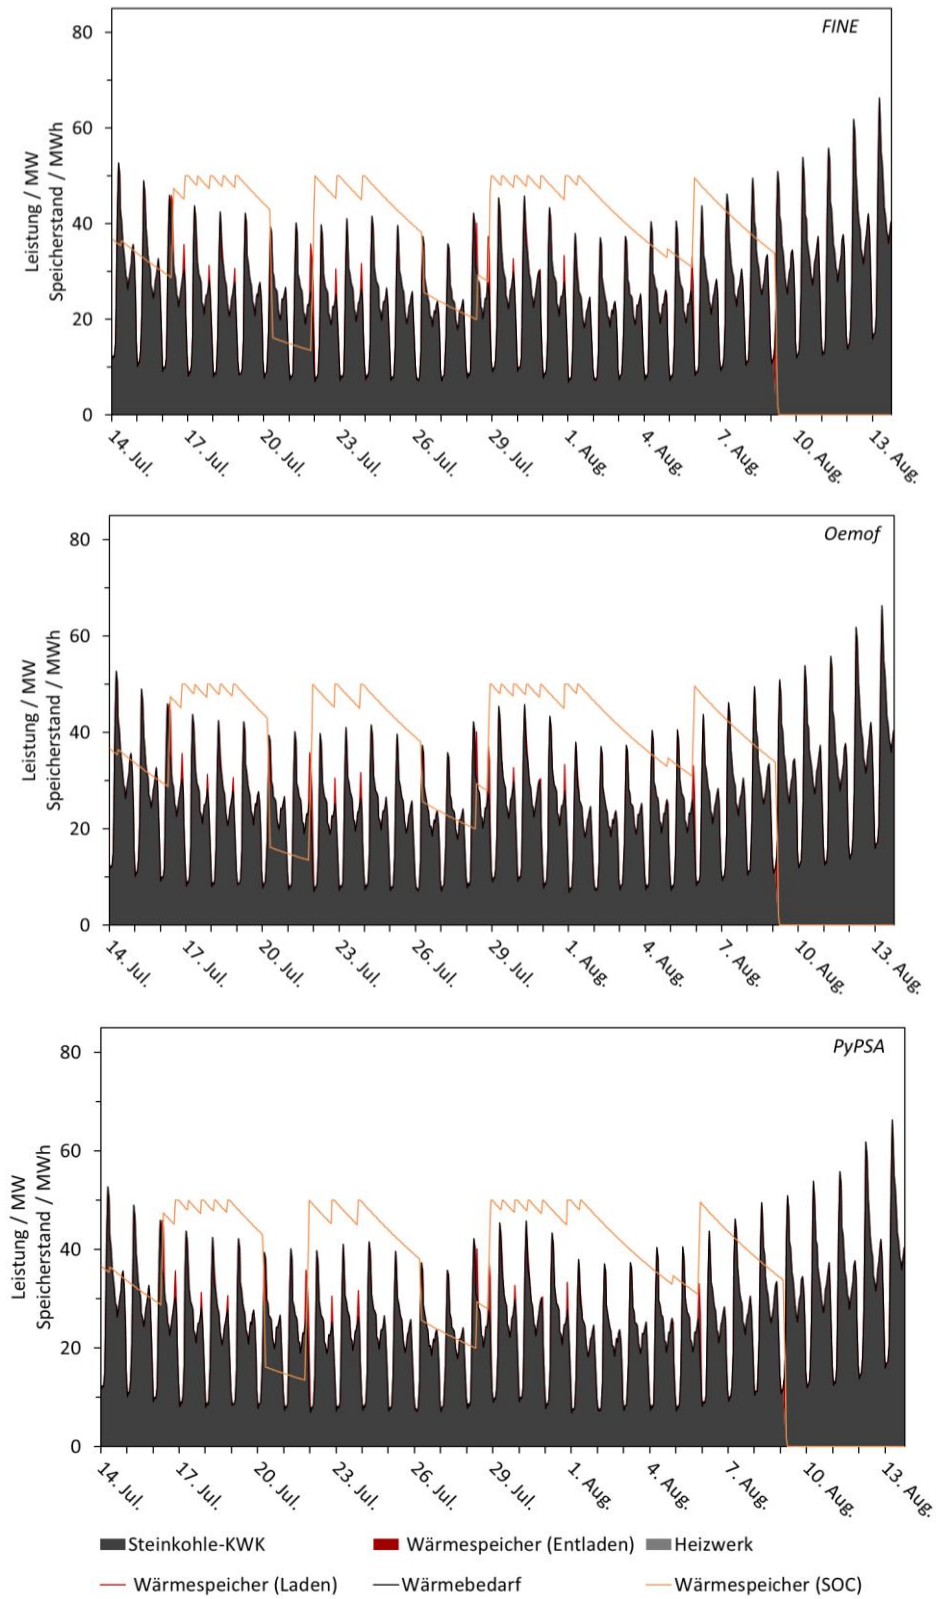 FINE
Leistung / MW
Speicherstand / MWh
80
60
40
20
0
14. Jul.
17. Jul.
20. Jul.
23. Jul.
26. Jul.
29. Jul.
1. Aug.
4. Aug.
7. Aug.
10. Aug.
13. Aug.
Oemof
Leistung / MW
Speicherstand / MWh
80
60
40
20
0
14. Jul.
17. Jul.
20. Jul.
23. Jul.
26. Jul.
29. Jul.
1. Aug.
4. Aug.
7. Aug.
10. Aug.
13. Aug.
PyPSA
Leistung / MW
Speicherstand / MWh
80
60
40
20
0
14. Jul.
17. Jul.
20. Jul.
23. Jul.
26. Jul.
29. Jul.
1. Aug.
4. Aug.
7. Aug.
10. Aug.
13. Aug.
Steinkohle-KWK Wärmespeicher (Entladen) Heizwerk
Wärmespeicher (Laden) Wärmebedarf Wärmespeicher (SOC)